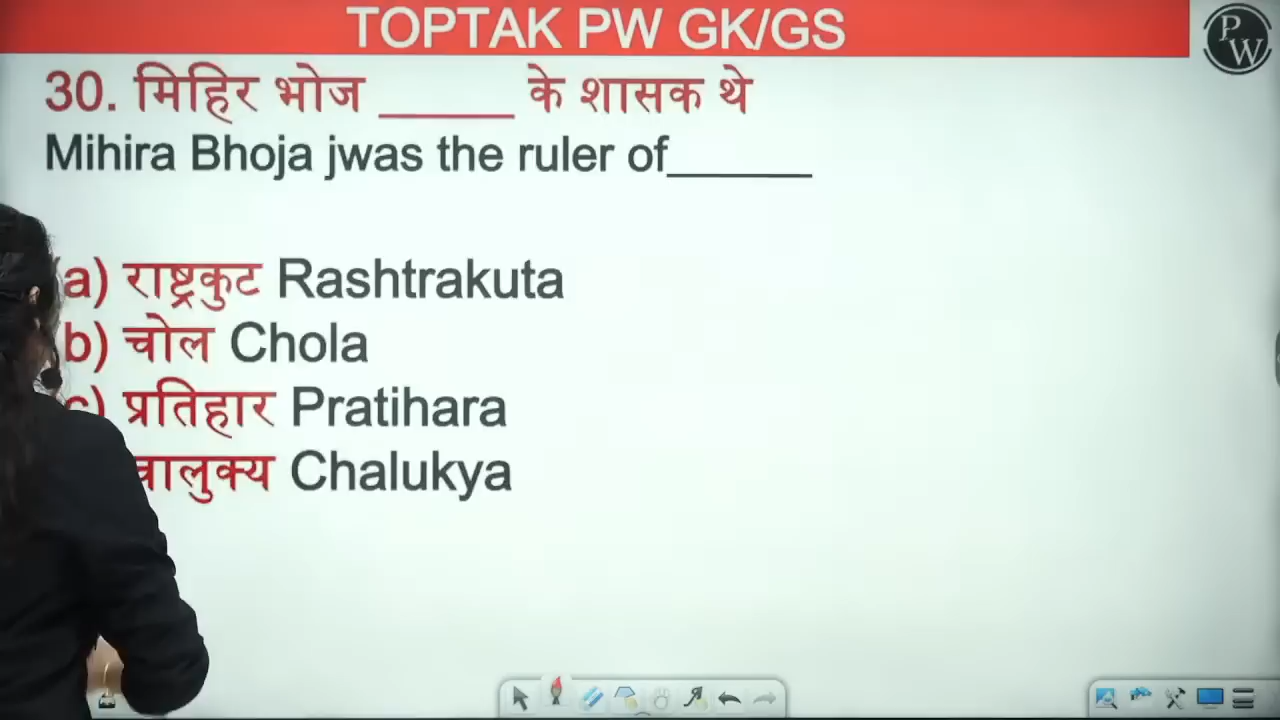 TOPTAK PW GK/GS
PW
30. मिहिर भोज ______ के शासक थे
Mihira Bhoja jwas the ruler of______
a) राष्ट्रकुट Rashtrakuta
b) चोल Chola
c) प्रतिहार Pratihara
Chalukya